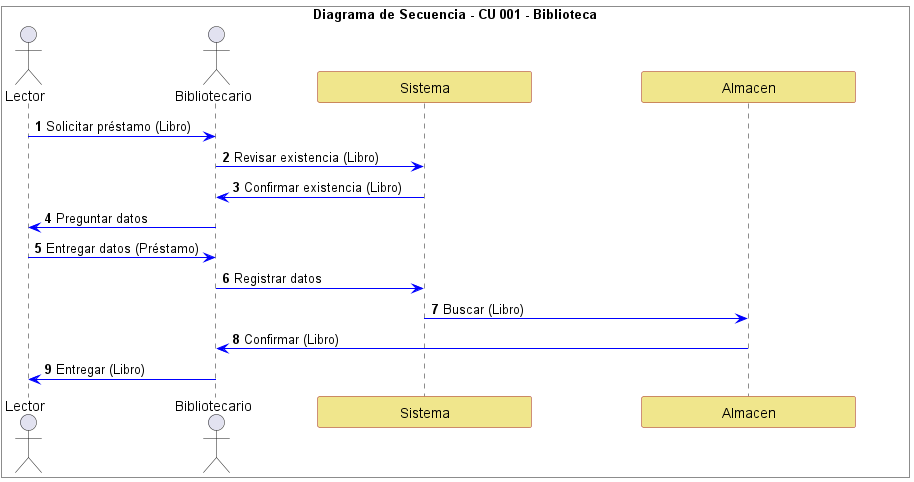 Diagrama de Secuencia - CU 001 - Biblioteca
Lector
Bibliotecario
Sistema
Almacen
1 Solicitar préstamo (Libro)
2 Revisar existencia (Libro)
3 Confirmar existencia (Libro)
4 Preguntar datos
5 Entregar datos (Préstamo)
6 Registrar datos
7 Buscar (Libro)
8 Confirmar (Libro)
9 Entregar (Libro)
Lector
Bibliotecario
Sistema
Almacen